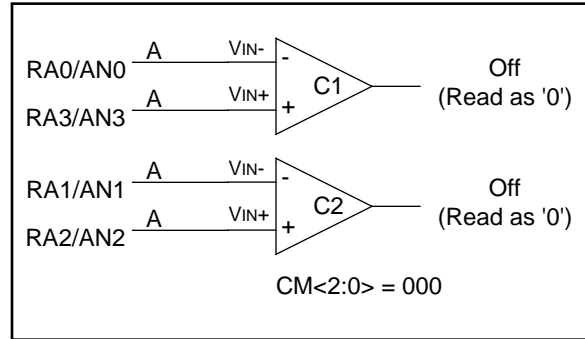 RA0/AN0 A VIN- - C1 Off
RA3/AN3 A VIN+ + (Read as '0')
RA1/AN1 A VIN- - C2 Off
RA2/AN2 A VIN+ + (Read as '0')
CM<2:0> = 000